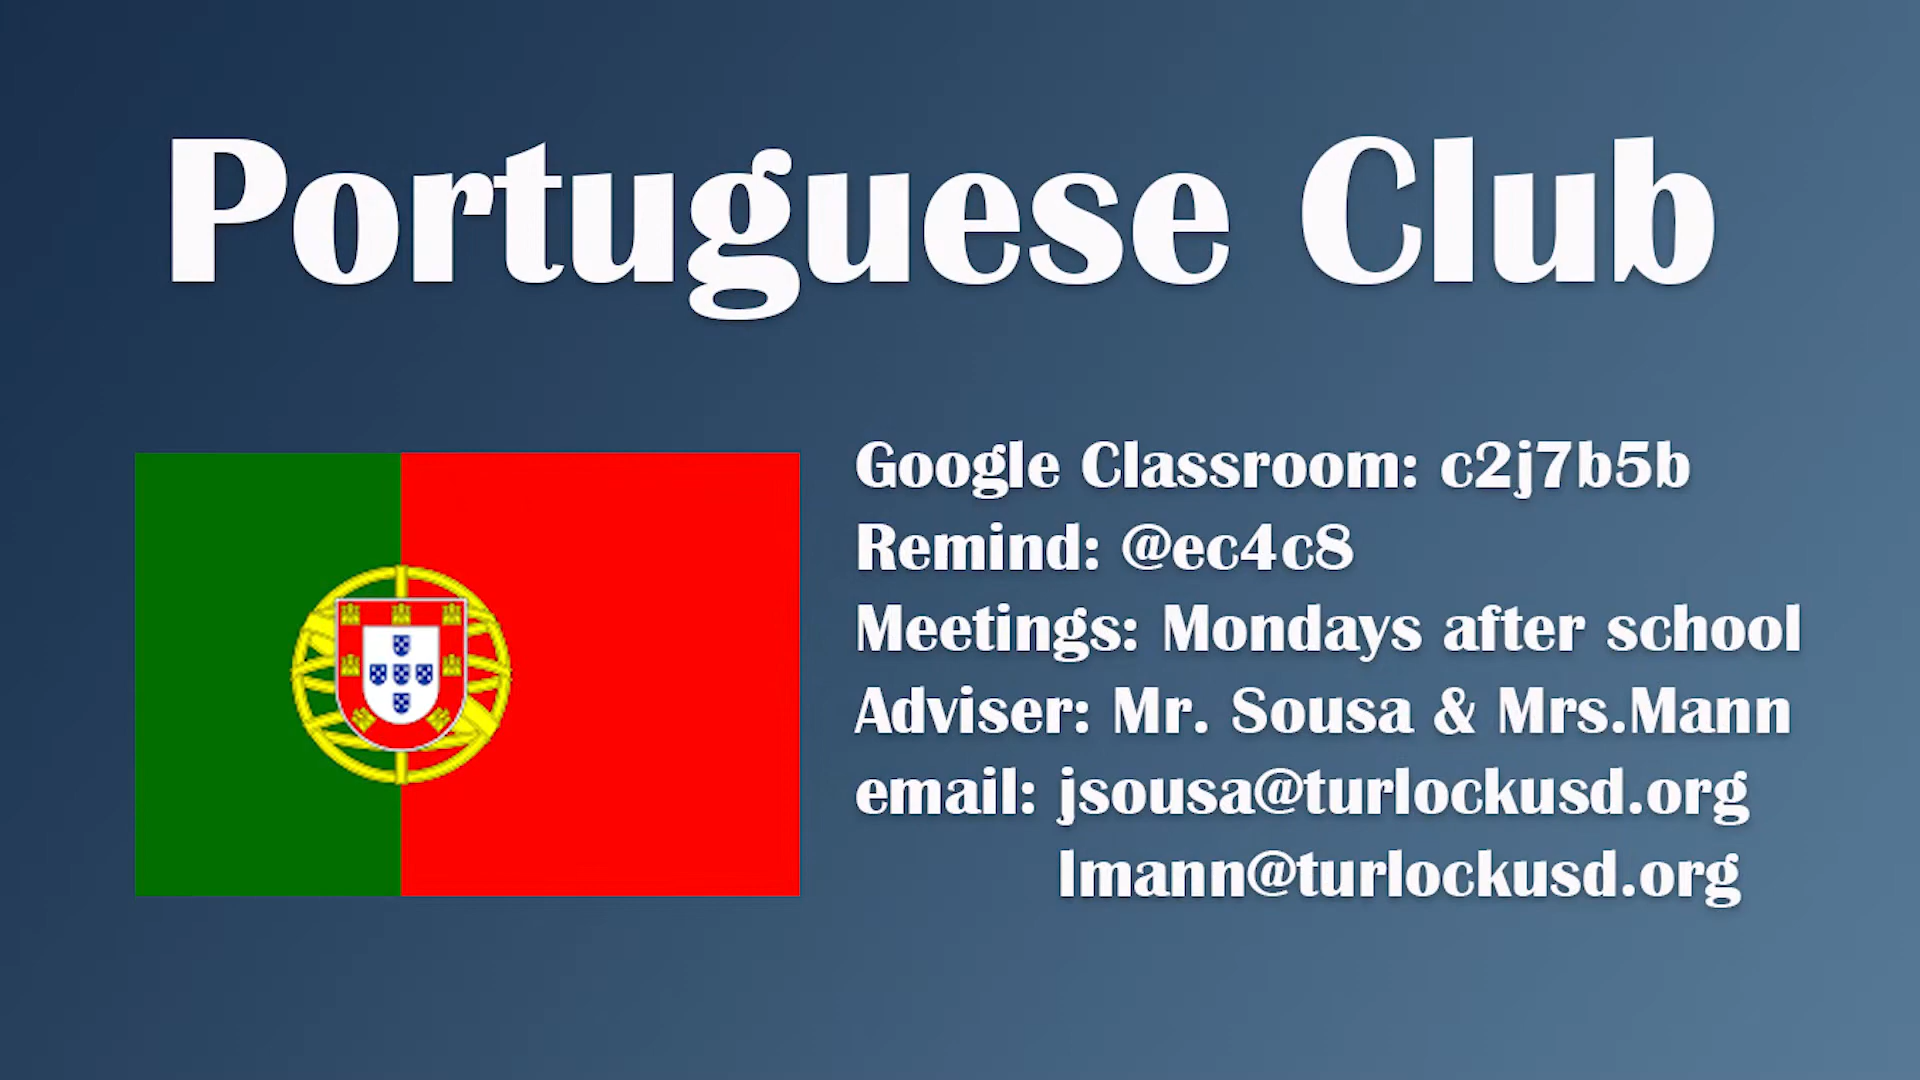 Portuguese Club
Google Classroom: c2j7b5b
Remind: @ec4c8
Meetings: Mondays after school
Adviser: Mr. Sousa & Mrs.Mann
email: jsousa@turlockusd.org
lmann@turlockusd.org